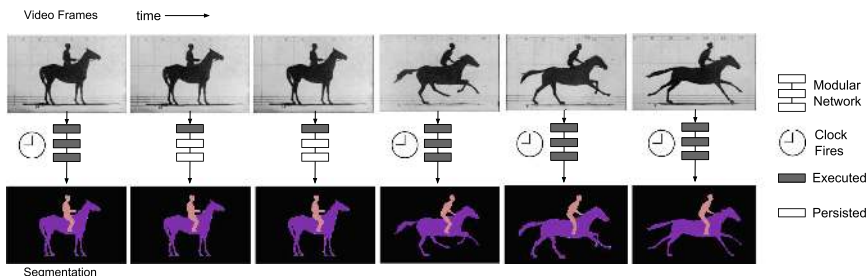 Video Frames
time
Modular
Network
Clock
Fires
Executed
Persisted
Segmentation